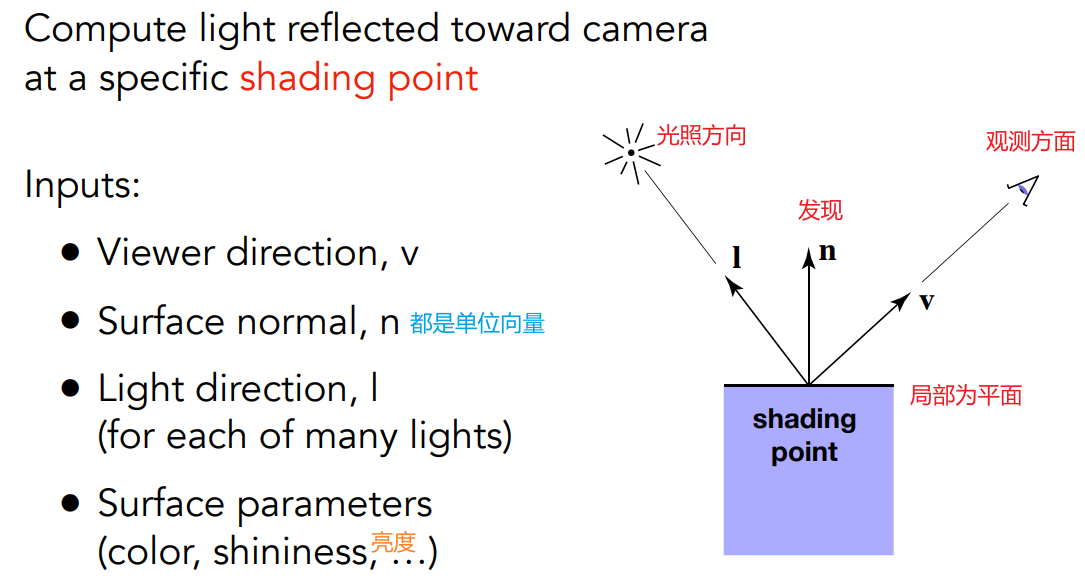 Compute light reflected toward camera
at a specific shading point
Inputs:
● Viewer direction, v
● Surface normal, n 都是单位向量
● Light direction, l
(for each of many lights)
● Surface parameters
(color, shininess, 亮度 …)
光照方向
观测方面
发现
l
n
v
局部为平面
shading
point